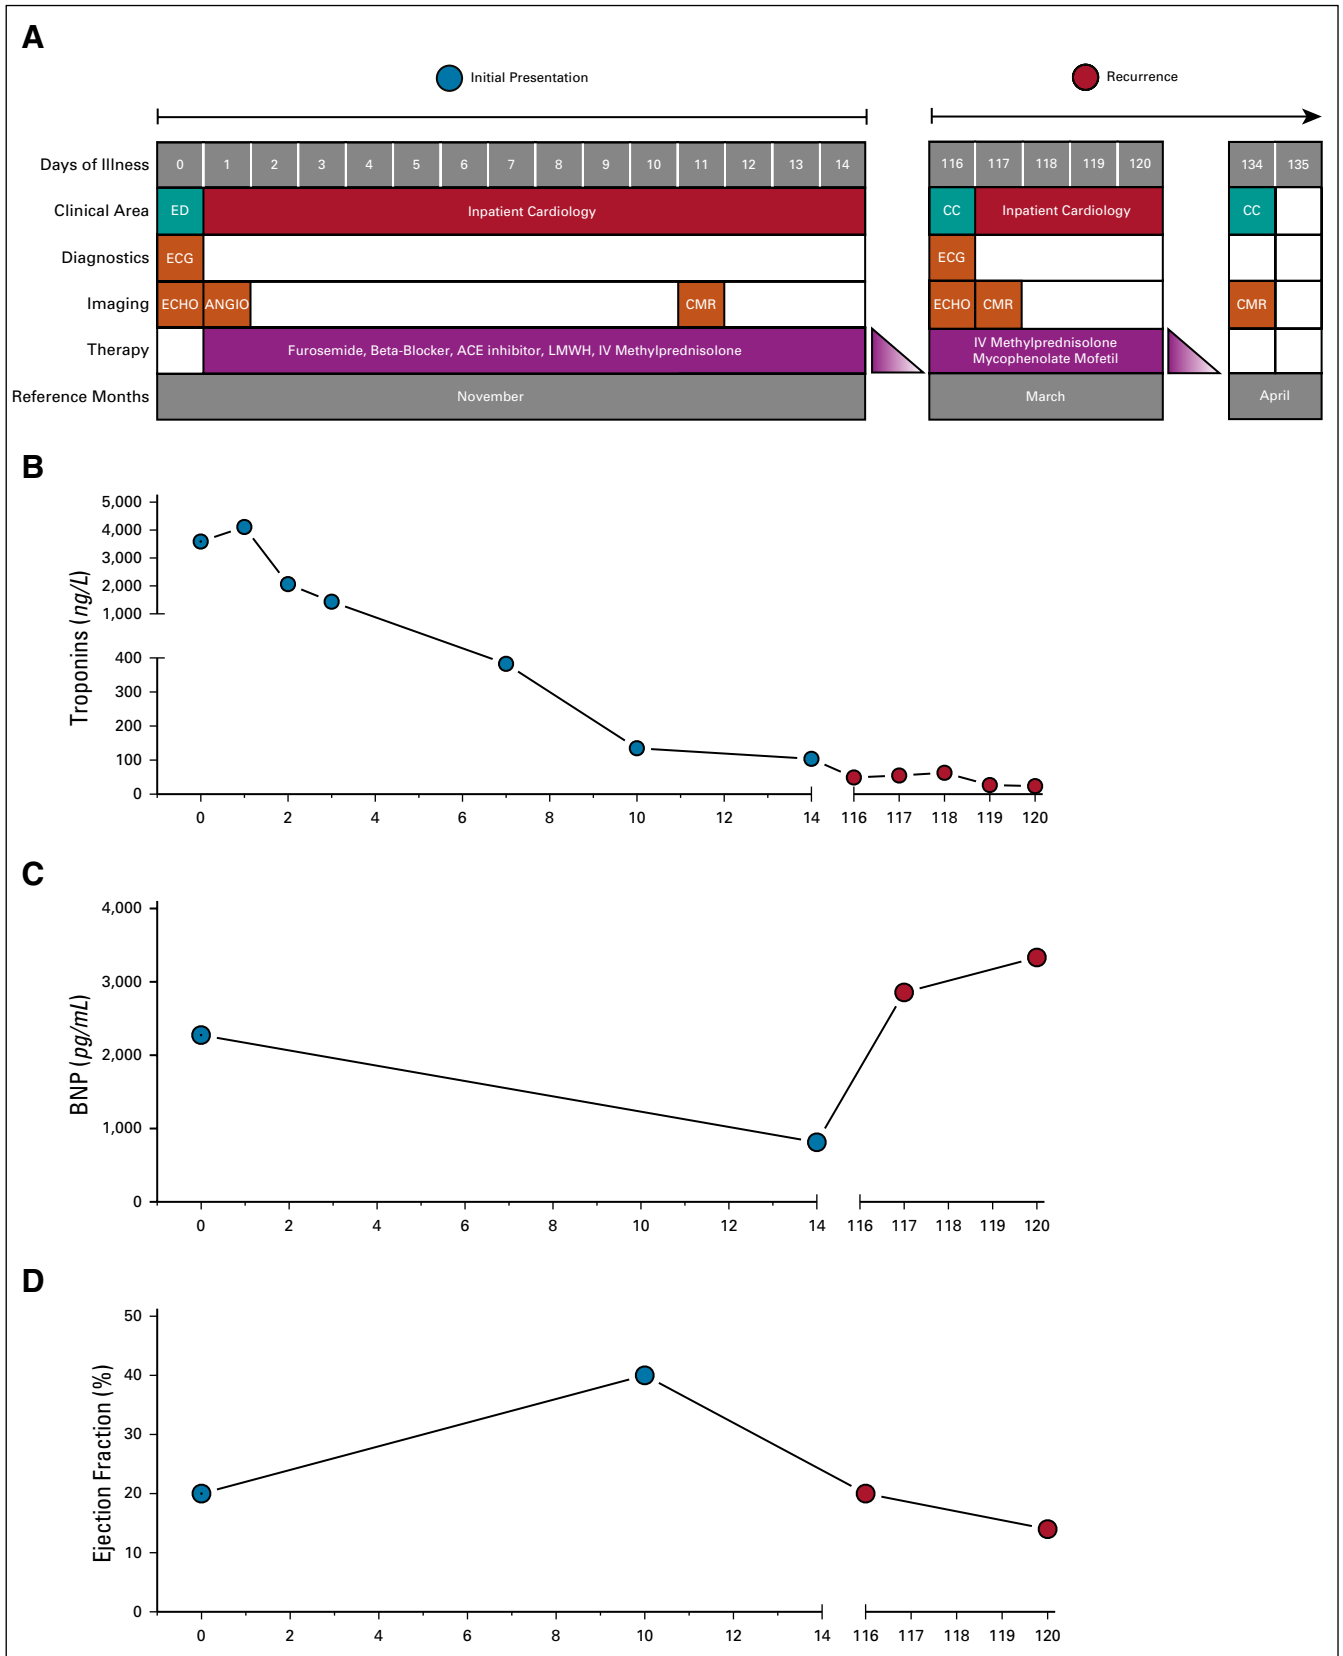 A
Initial Presentation
Recurrence
Days of Illness 0 1 2 3 4 5 6 7 8 9 10 11 12 13 14 116 117 118 119 120 134 135
Clinical Area ED Inpatient Cardiology CC Inpatient Cardiology CC
Diagnostics ECG ECG
Imaging ECHO ANGIO CMR ECHO CMR CMR
Therapy Furosemide, Beta-Blocker, ACE inhibitor, LMWH, IV Methylprednisolone IV Methylprednisolone
Mycophenolate Mofetil
Reference Months November March April
B
Troponins (ng/L)
5,000
4,000
3,000
2,000
1,000
400
300
200
100
0
0 2 4 6 8 10 12 14 116 117 118 119 120
C
BNP (pg/mL)
4,000
3,000
2,000
1,000
0
0 2 4 6 8 10 12 14 116 117 118 119 120
D
Ejection Fraction (%)
50
40
30
20
10
0
0 2 4 6 8 10 12 14 116 117 118 119 120